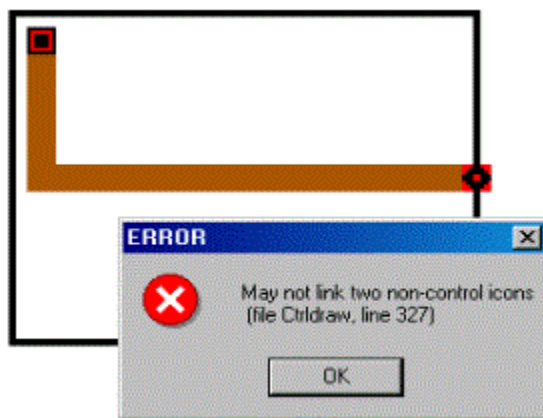 ERROR
May not link two non-control icons
(file Ctrldraw, line 327)
OK